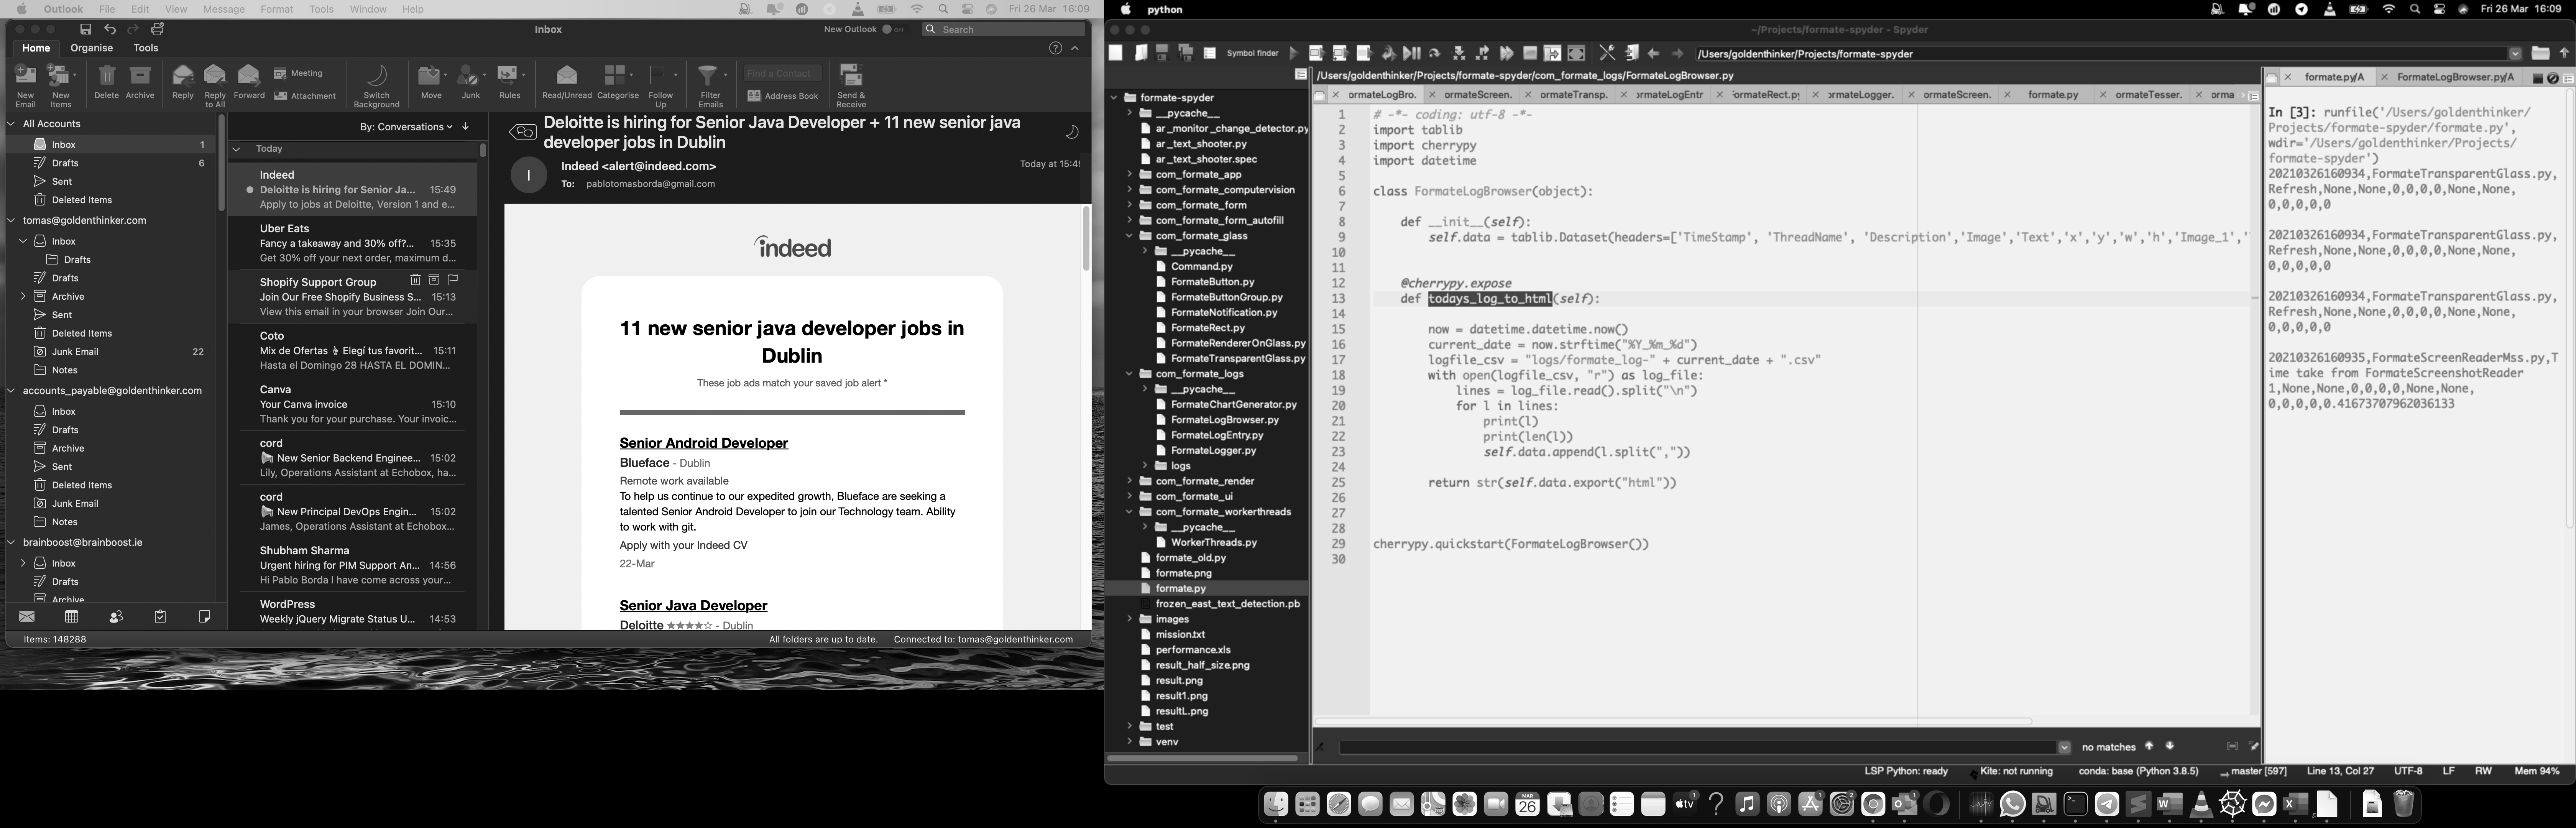 Outlook File Edit View Message Format Tools Window Help
Fri 26 Mar 16:09
Inbox
New Outlook
Search
Home Organise Tools
New Email
New Items
Delete
Archive
Reply
Reply to All
Forward
Meeting
Attachment
Switch Background
Move
Junk
Rules
Read/Unread
Categorise
Follow Up
Filter Emails
Find a Contact
Address Book
Send & Receive
All Accounts
Inbox 1
Drafts 6
Sent
Deleted Items
tomas@goldenthinker.com
Inbox
Drafts
Drafts
Archive
Sent
Deleted Items
Junk Email 22
Notes
accounts_payable@goldenthinker.com
Inbox
Drafts
Archive
Sent
Deleted Items
Junk Email
Notes
brainboost@brainboost.ie
Inbox
Drafts
Archive
Items: 148288
By: Conversations
Today
Indeed
Deloitte is hiring for Senior Ja... 15:49
Apply to jobs at Deloitte, Version 1 and e...
Uber Eats
Fancy a takeaway and 30% off?... 15:35
Get 30% off your next order, maximum d...
Shopify Support Group
Join Our Free Shopify Business S... 15:13
View this email in your browser Join Our...
Coto
Mix de Ofertas Elegí tus favorit... 15:11
Hasta el Domingo 28 HASTA EL DOMIN...
Canva
Your Canva invoice 15:10
Thank you for your purchase. Your invoic...
cord
New Senior Backend Enginee... 15:02
Lily, Operations Assistant at Echobox, ha...
cord
New Principal DevOps Engin... 15:02
James, Operations Assistant at Echobox...
Shubham Sharma
Urgent hiring for PIM Support An... 14:56
Hi Pablo Borda I have come across your...
WordPress
Weekly jQuery Migrate Status U... 14:53
Deloitte is hiring for Senior Java Developer + 11 new senior java
developer jobs in Dublin
I
Indeed <alert@indeed.com>
To: pablotomasborda@gmail.com
Today at 15:49
indeed
11 new senior java developer jobs in
Dublin
These job ads match your saved job alert *
Senior Android Developer
Blueface - Dublin
Remote work available
To help us continue to our expedited growth, Blueface are seeking a
talented Senior Android Developer to join our Technology team. Ability
to work with git.
Apply with your Indeed CV
22-Mar
Senior Java Developer
Deloitte ★★★★☆ - Dublin
All folders are up to date. Connected to: tomas@goldenthinker.com
python
Fri 26 Mar 16:09
~/Projects/formate-spyder - Spyder
Symbol finder
/Users/goldenthinker/Projects/formate-spyder
/Users/goldenthinker/Projects/formate-spyder/com_formate_logs/FormateLogBrowser.py
ormateLogBro. ormateScreen. ormateTransp. ormateLogEntr ormateRect.py ormateLogger. ormateScreen. formate.py ormateTesser. orma
formate-spyder
__pycache__
ar_monitor_change_detector.py
ar_text_shooter.py
ar_text_shooter.spec
com_formate_app
com_formate_computervision
com_formate_form
com_formate_form_autofill
com_formate_glass
__pycache__
Command.py
FormateButton.py
FormateButtonGroup.py
FormateNotification.py
FormateRect.py
FormateRendererOnGlass.py
FormateTransparentGlass.py
com_formate_logs
__pycache__
FormateChartGenerator.py
FormateLogBrowser.py
FormateLogEntry.py
FormateLogger.py
logs
com_formate_render
com_formate_ui
com_formate_workerthreads
__pycache__
WorkerThreads.py
formate_old.py
formate.png
formate.py
frozen_east_text_detection.pb
images
mission.txt
performance.xls
result_half_size.png
result.png
result1.png
resultL.png
test
venv
1 # -*- coding: utf-8 -*-
2 import tablib
3 import cherrypy
4 import datetime
5
6 class FormateLogBrowser(object):
7
8 def __init__(self):
9 self.data = tablib.Dataset(headers=['TimeStamp', 'ThreadName', 'Description','Image','Text','x','y','w','h','Image_1','
10
11
12 @cherrypy.expose
13 def todays_log_to_html(self):
14
15 now = datetime.datetime.now()
16 current_date = now.strftime("%Y_%m_%d")
17 logfile_csv = "logs/formate_log-" + current_date + ".csv"
18 with open(logfile_csv, "r") as log_file:
19 lines = log_file.read().split("\n")
20 for l in lines:
21 print(l)
22 print(len(l))
23 self.data.append(l.split(","))
24
25 return str(self.data.export("html"))
26
27
28
29 cherrypy.quickstart(FormateLogBrowser())
30
no matches
formate.py/A FormateLogBrowser.py/A
In [3]: runfile('/Users/goldenthinker/
Projects/formate-spyder/formate.py',
wdir='/Users/goldenthinker/Projects/
formate-spyder')
20210326160934,FormateTransparentGlass.py,
Refresh,None,None,0,0,0,0,None,None,
0,0,0,0,0

20210326160934,FormateTransparentGlass.py,
Refresh,None,None,0,0,0,0,None,None,
0,0,0,0,0

20210326160934,FormateTransparentGlass.py,
Refresh,None,None,0,0,0,0,None,None,
0,0,0,0,0

20210326160935,FormateScreenReaderMss.py,T
ime take from FormateScreenshotReader
1,None,None,0,0,0,0,None,None,
0,0,0,0,0.41673707962036133
LSP Python: ready Kite: not running conda: base (Python 3.8.5) master [597] Line 13, Col 27 UTF-8 LF RW Mem 94%
MAR
26
tv